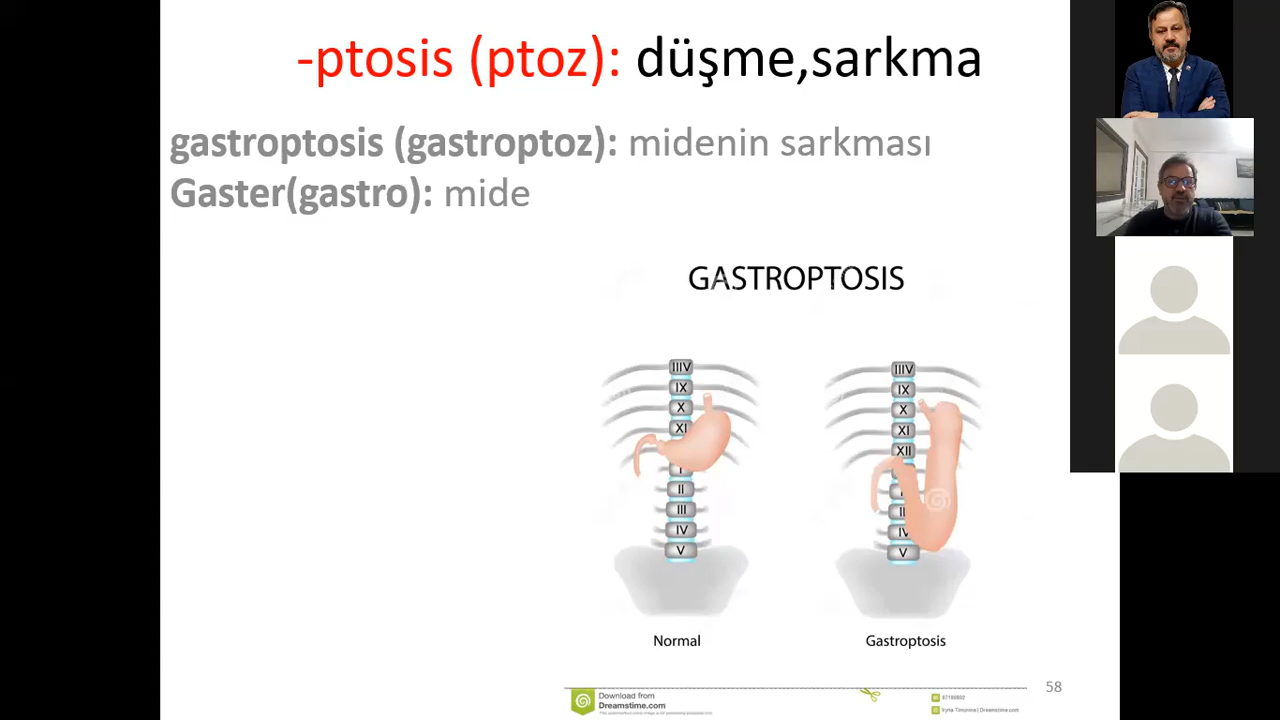 -ptosis (ptoz): düşme,sarkma
gastroptosis (gastroptoz): midenin sarkması
Gaster(gastro): mide
GASTROPTOSIS
IIIV
IX
X
XI
I
II
III
IV
V
IIIV
IX
X
XI
XII
IV
V
Normal
Gastroptosis
Download from
Dreamstime.com
58